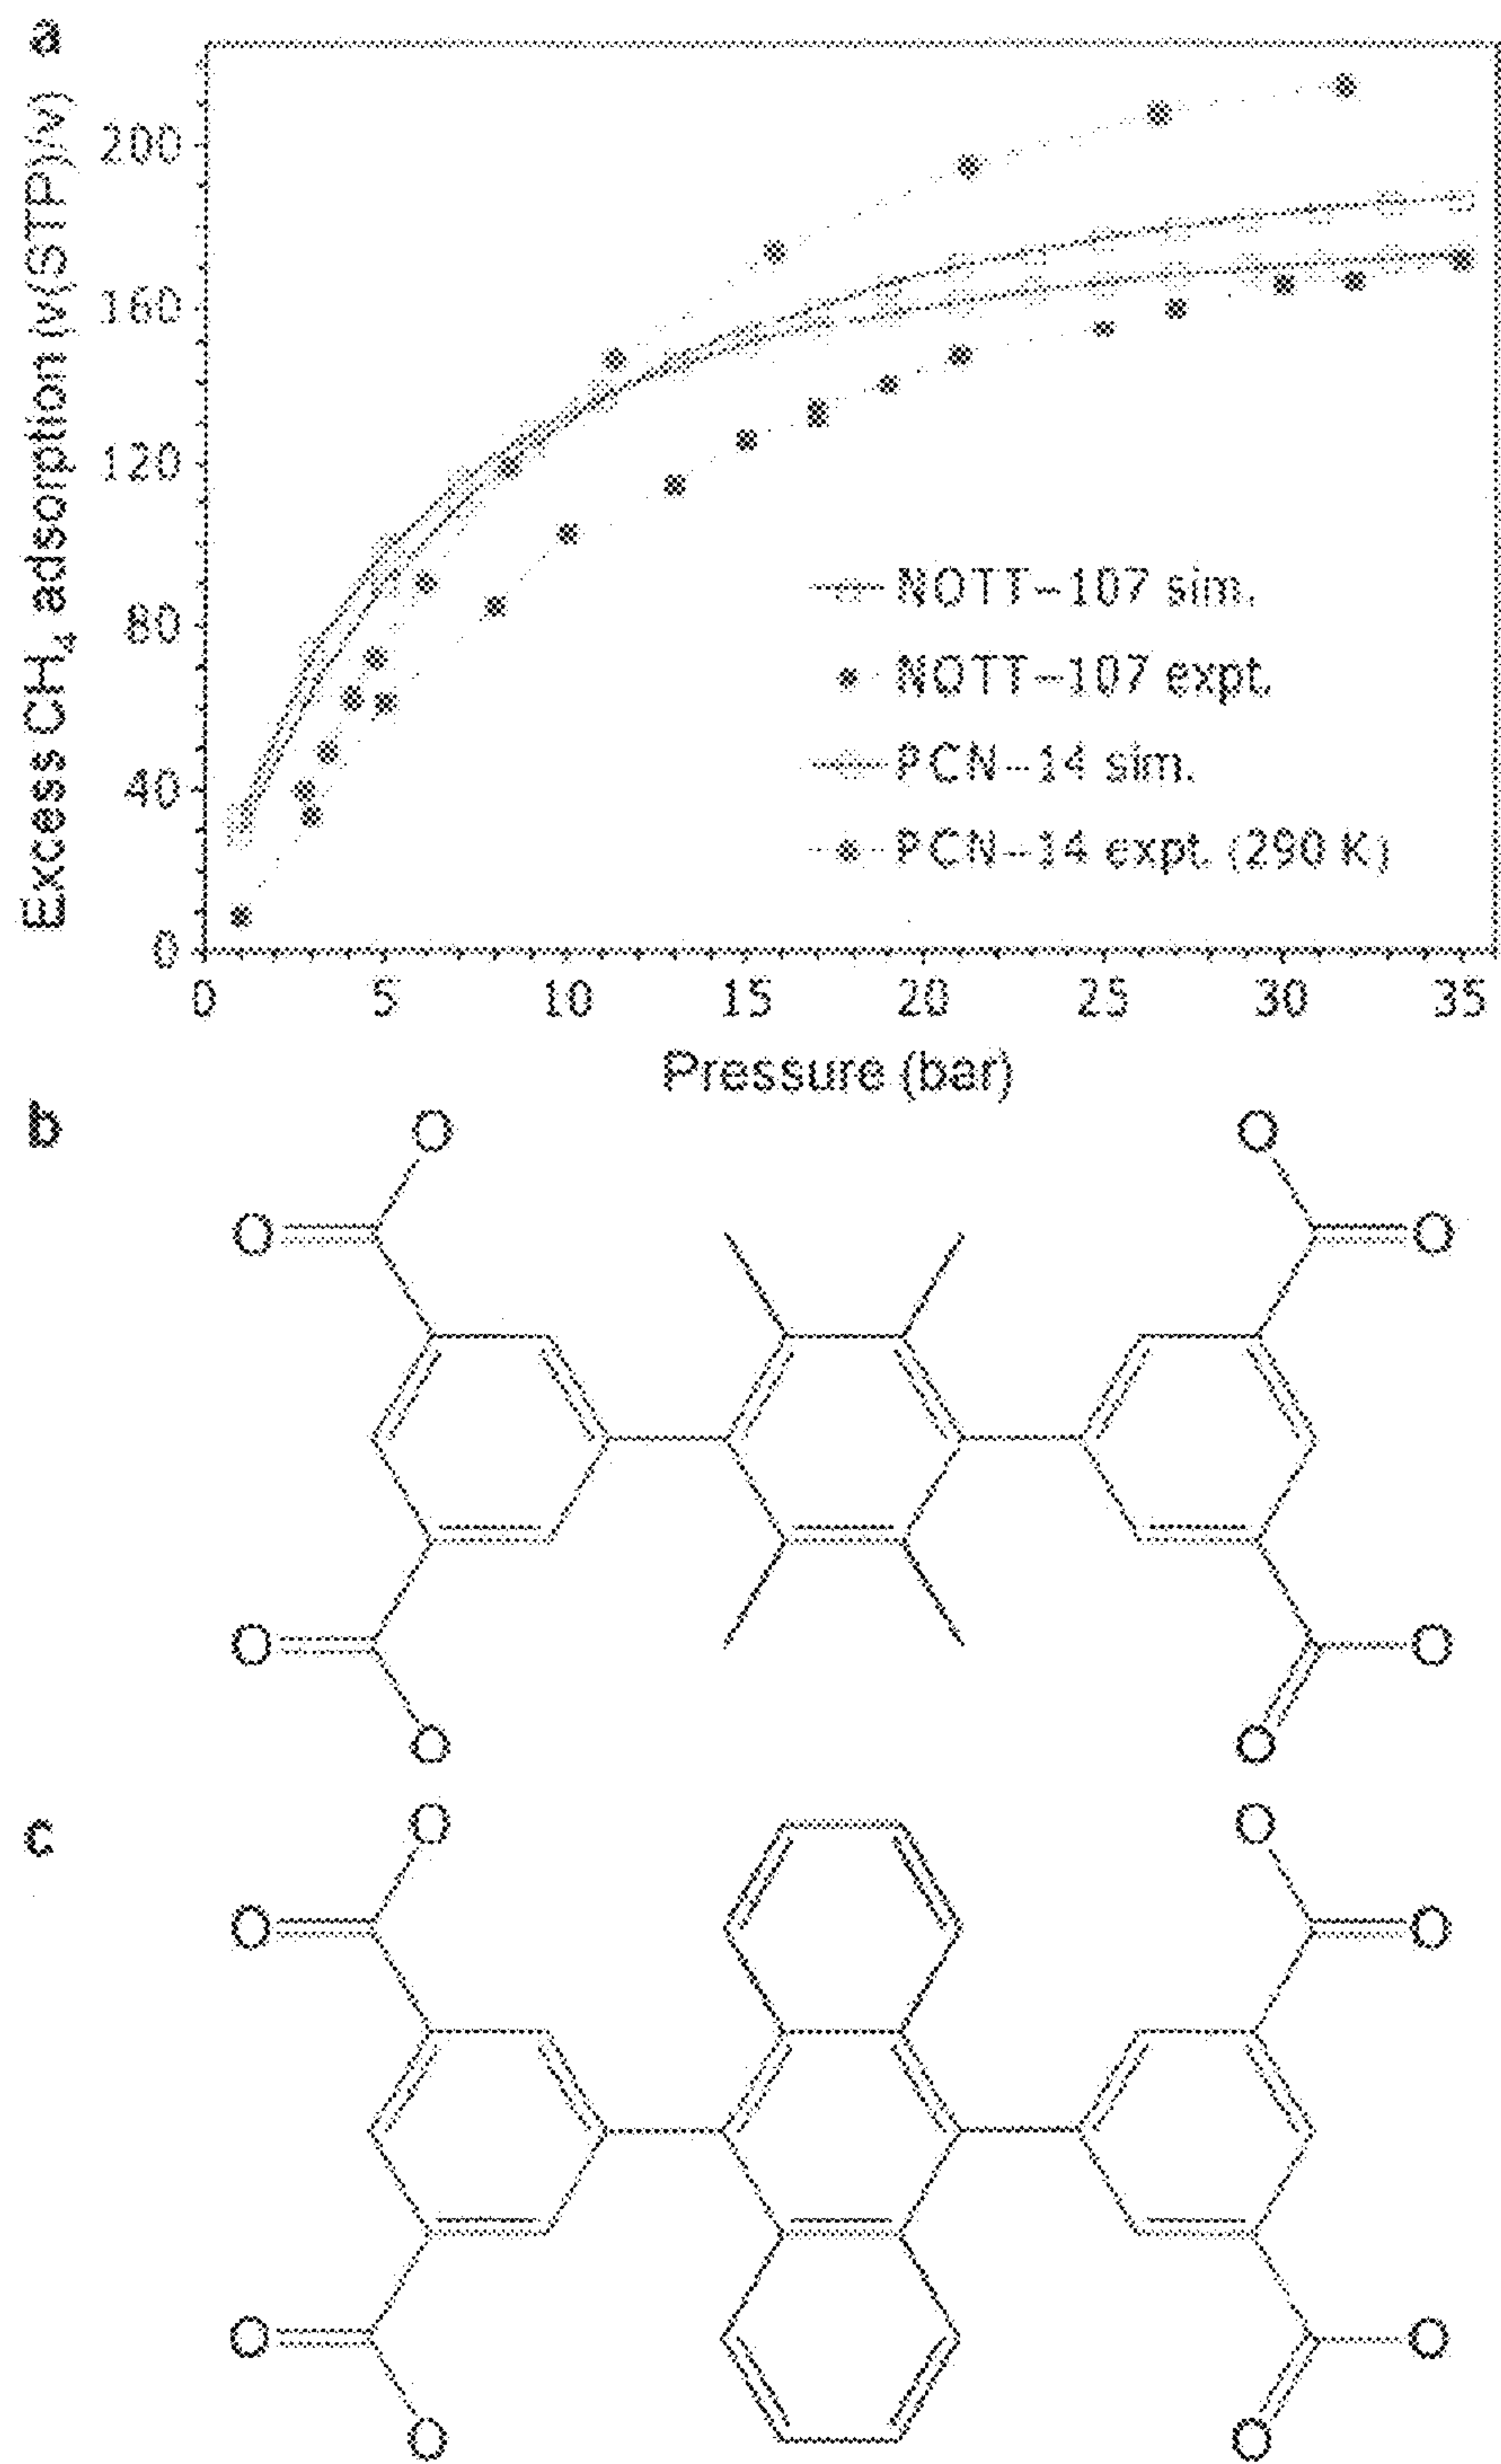 a
Excess CH4 adsorption (v(STP)/v)
200
160
120
80
40
0
NOTT-107 sim.
NOTT-107 expt.
PCN-14 sim.
PCN-14 expt. (290 K)
0 5 10 15 20 25 30 35
Pressure (bar)
b
O O
O O
O O
O O
c
O O
O O
O O
O O